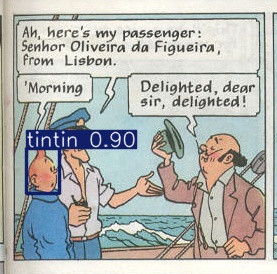 Ah, here's my passenger:
Senhor Oliveira da Figueira,
from Lisbon.
'Morning
Delighted, dear
sir, delighted!
tintin 0.90